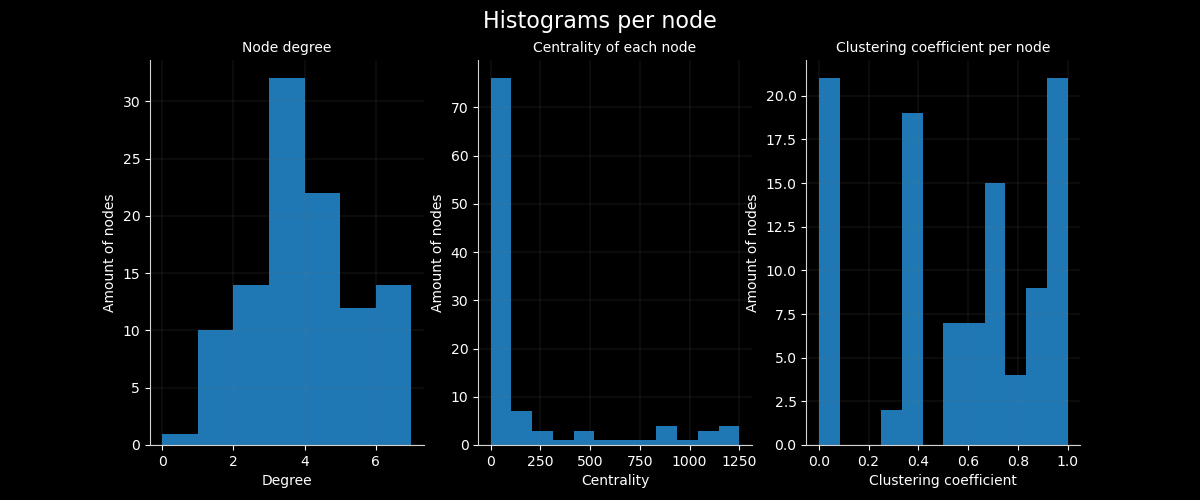 Histograms per node
Node degree
Amount of nodes
30
25
20
15
10
5
0
0 2 4 6
Degree
Centrality of each node
Amount of nodes
70
60
50
40
30
20
10
0
0 250 500 750 1000 1250
Centrality
Clustering coefficient per node
Amount of nodes
20.0
17.5
15.0
12.5
10.0
7.5
5.0
2.5
0.0
0.0 0.2 0.4 0.6 0.8 1.0
Clustering coefficient